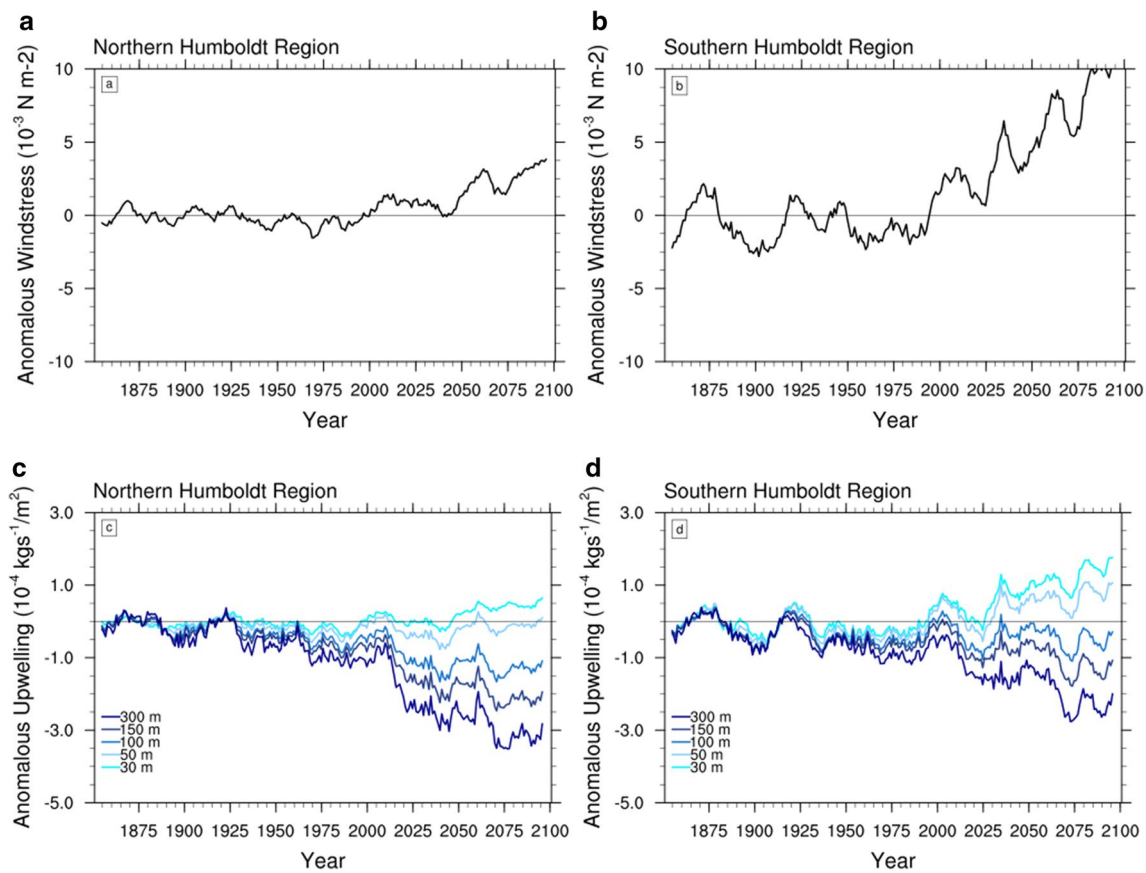 a
Northern Humboldt Region
a
Anomalous Windstress (10-3 N m-2)
10
5
0
-5
-10
1875 1900 1925 1950 1975 2000 2025 2050 2075 2100
Year
b
Southern Humboldt Region
b
Anomalous Windstress (10-3 N m-2)
10
5
0
-5
-10
1875 1900 1925 1950 1975 2000 2025 2050 2075 2100
Year
c
Northern Humboldt Region
c
Anomalous Upwelling (10-4 kgs-1/m2)
3.0
1.0
-1.0
-3.0
-5.0
300 m
150 m
100 m
50 m
30 m
1875 1900 1925 1950 1975 2000 2025 2050 2075 2100
Year
d
Southern Humboldt Region
d
Anomalous Upwelling (10-4 kgs-1/m2)
3.0
1.0
-1.0
-3.0
-5.0
300 m
150 m
100 m
50 m
30 m
1875 1900 1925 1950 1975 2000 2025 2050 2075 2100
Year